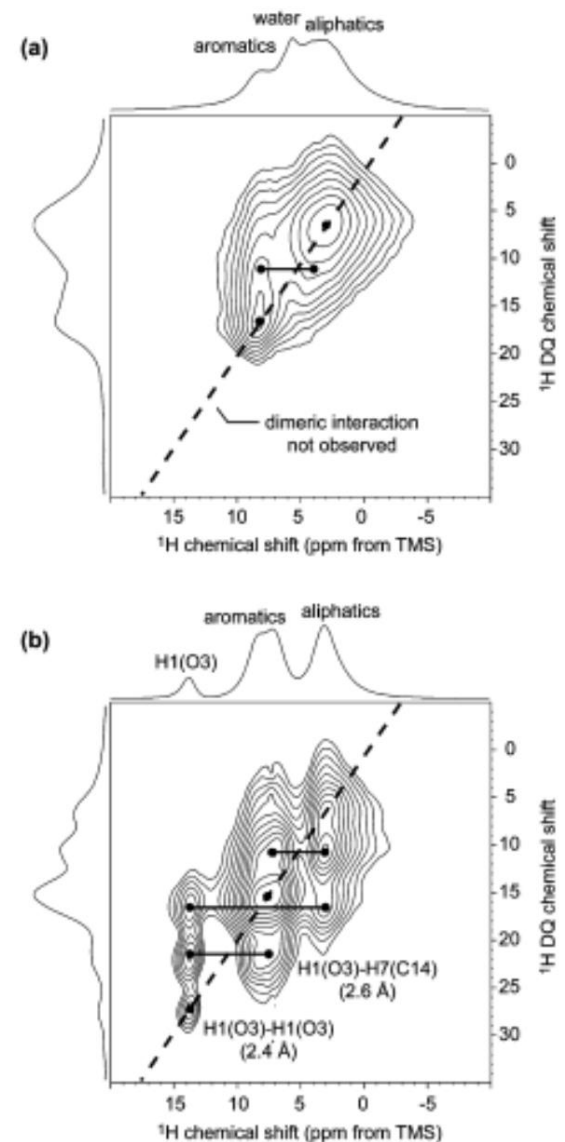 (a)
water
aliphatics
aromatics
0
5
10
15
20
30
¹H DQ chemical shift
dimeric interaction
not observed
15 10 5 0 -5
¹H chemical shift (ppm from TMS)
(b)
aromatics aliphatics
H1(O3)
0
5
10
15
20
30
¹H DQ chemical shift
H1(O3)-H7(C14)
(2.6 Å)
H1(O3)-H1(O3)
(2.4 Å)
15 10 5 0 -5
¹H chemical shift (ppm from TMS)